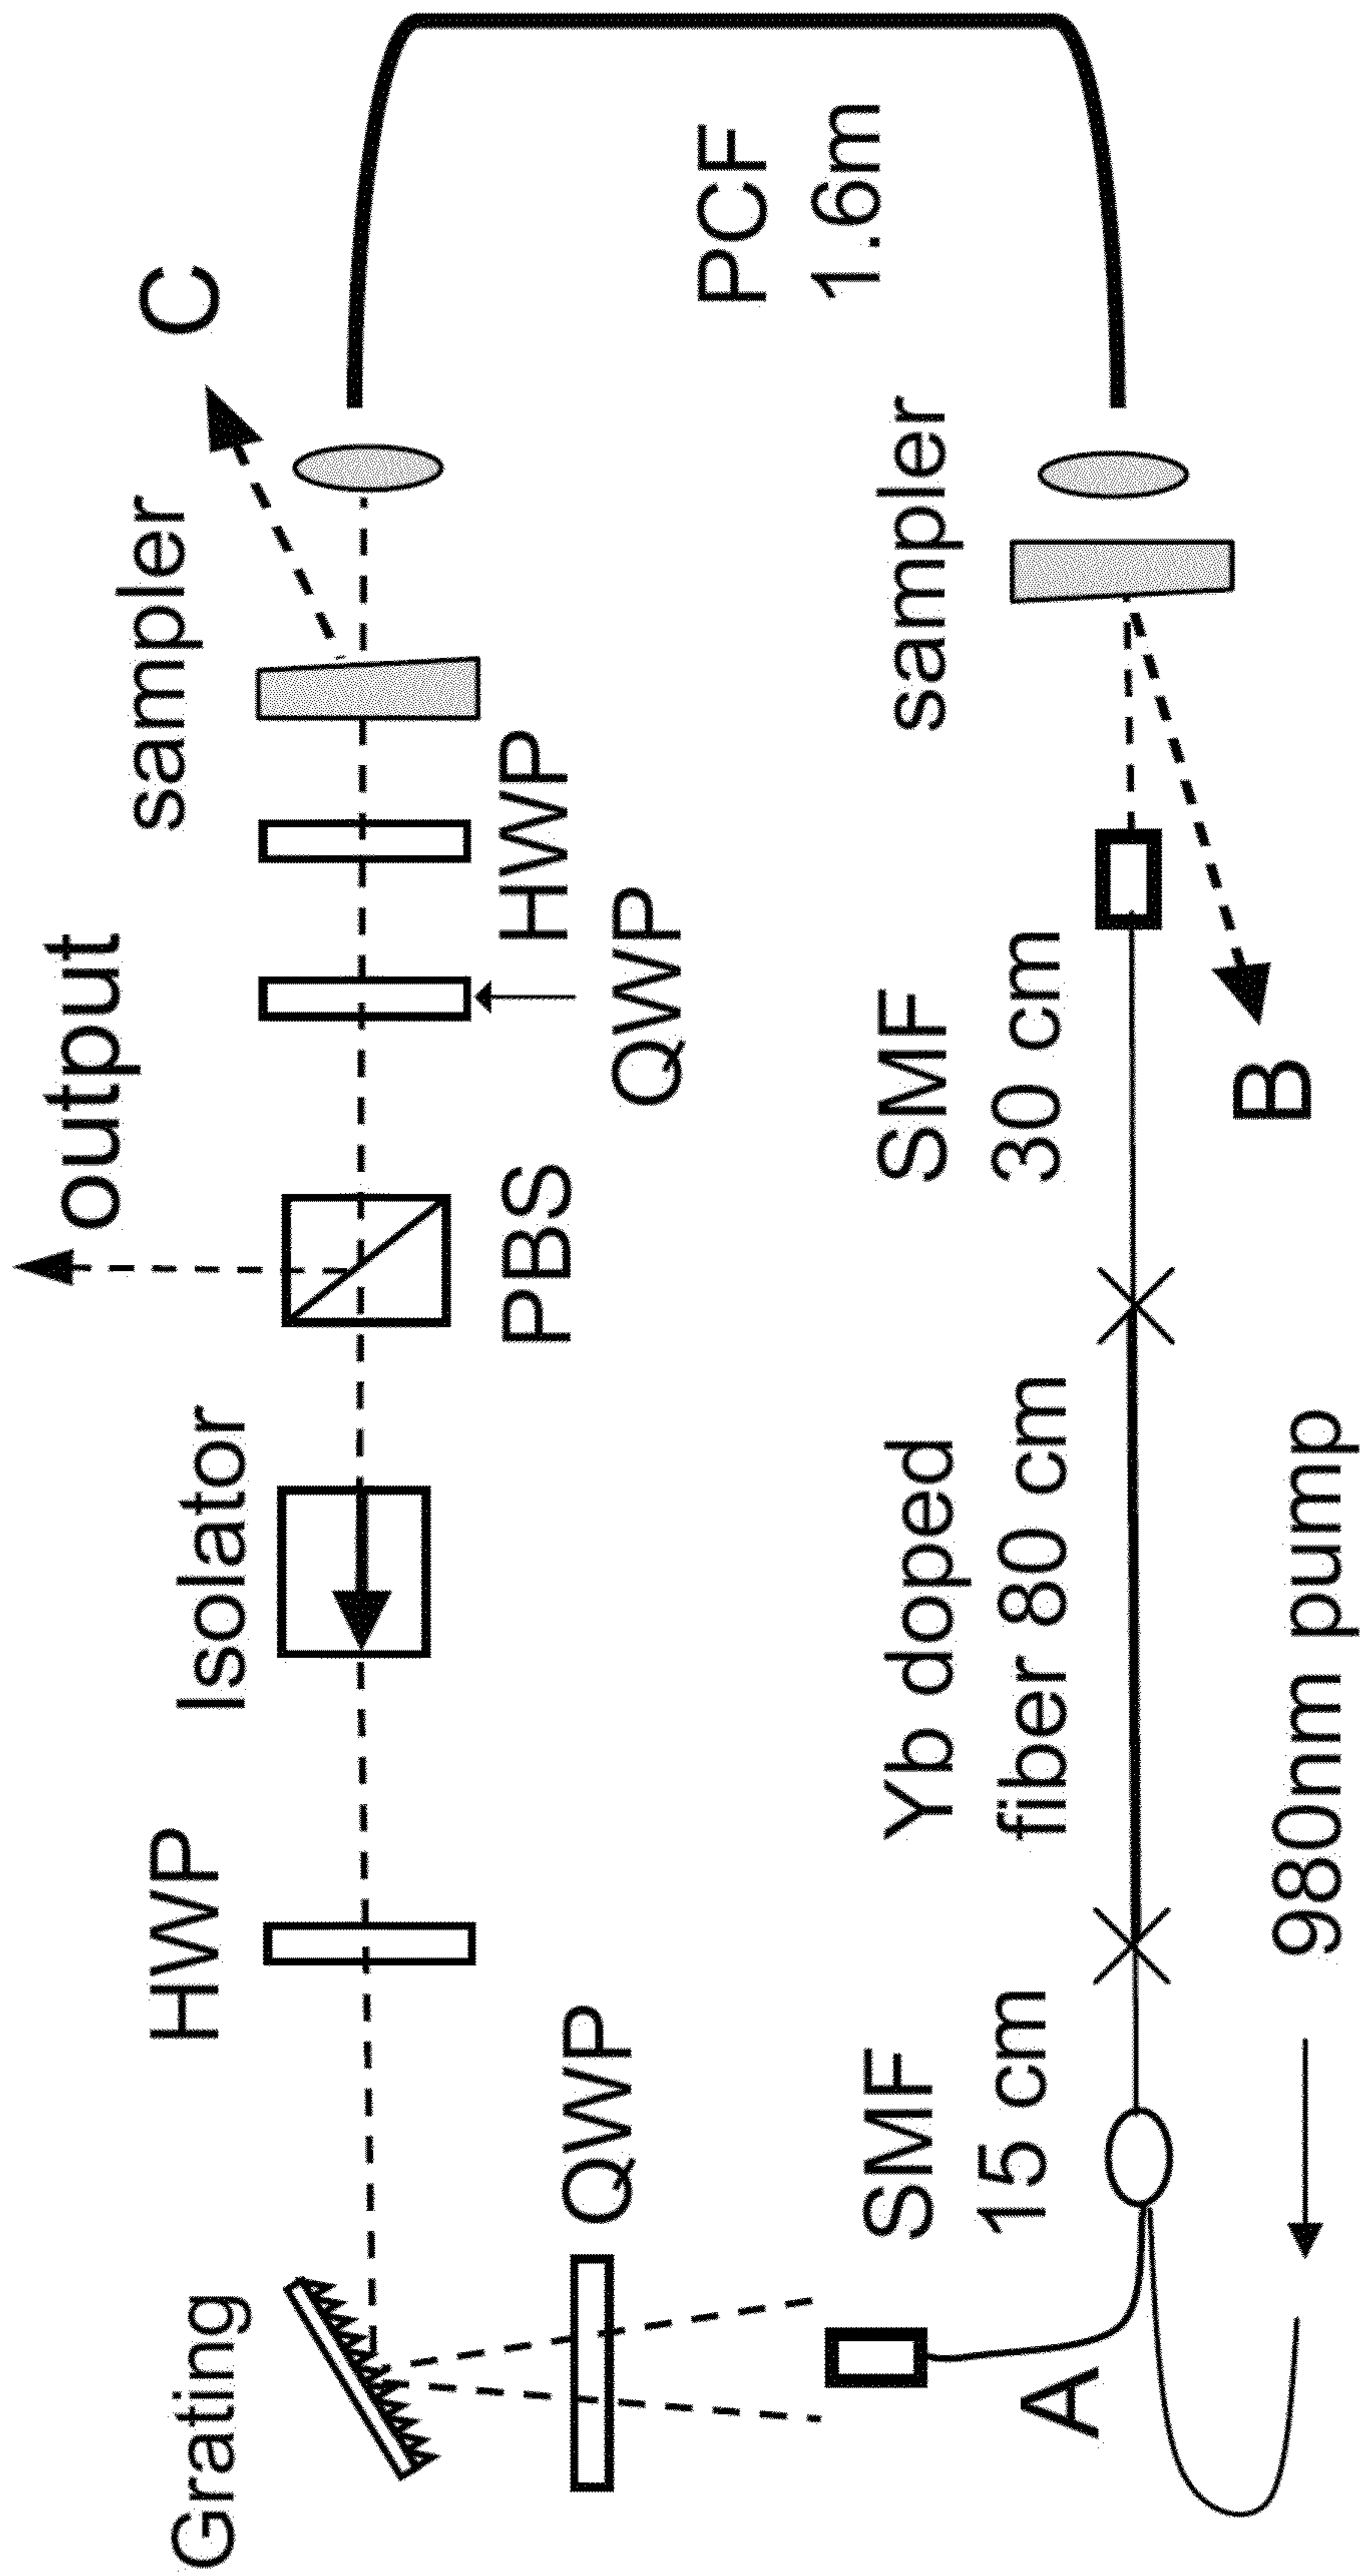 Grating
HWP
Isolator
output
sampler
C
QWP
PBS
HWP
QWP
PCF
1.6m
SMF
15 cm
Yb doped
fiber 80 cm
SMF
30 cm
sampler
A
980nm pump
B